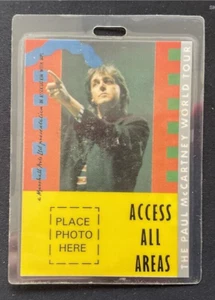 THE PAUL McCARTNEY WORLD TOUR
PLACE
PHOTO
HERE
ACCESS
ALL
AREAS